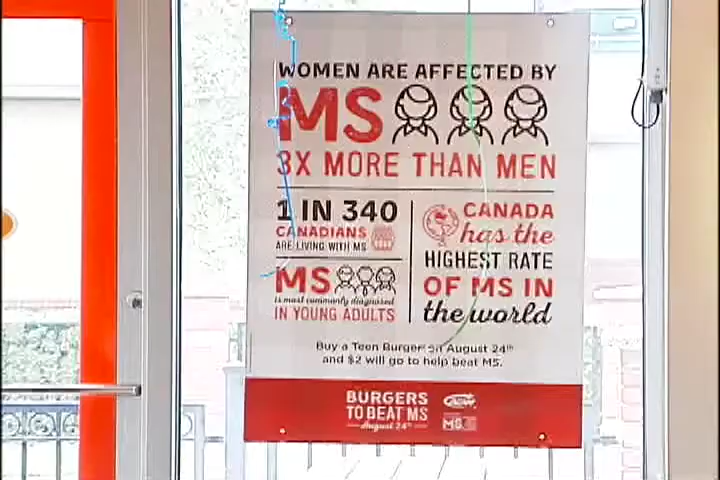 WOMEN ARE AFFECTED BY
MS
3X MORE THAN MEN
1 IN 340
CANADIANS
ARE LIVING WITH MS
MS
is most commonly diagnosed
IN YOUNG ADULTS
CANADA
has the
HIGHEST RATE
OF MS IN
the world
Buy a Teen Burger on August 24th
and $2 will go to help beat MS.
BURGERS
TO BEAT MS
August 24th
A&W
MS